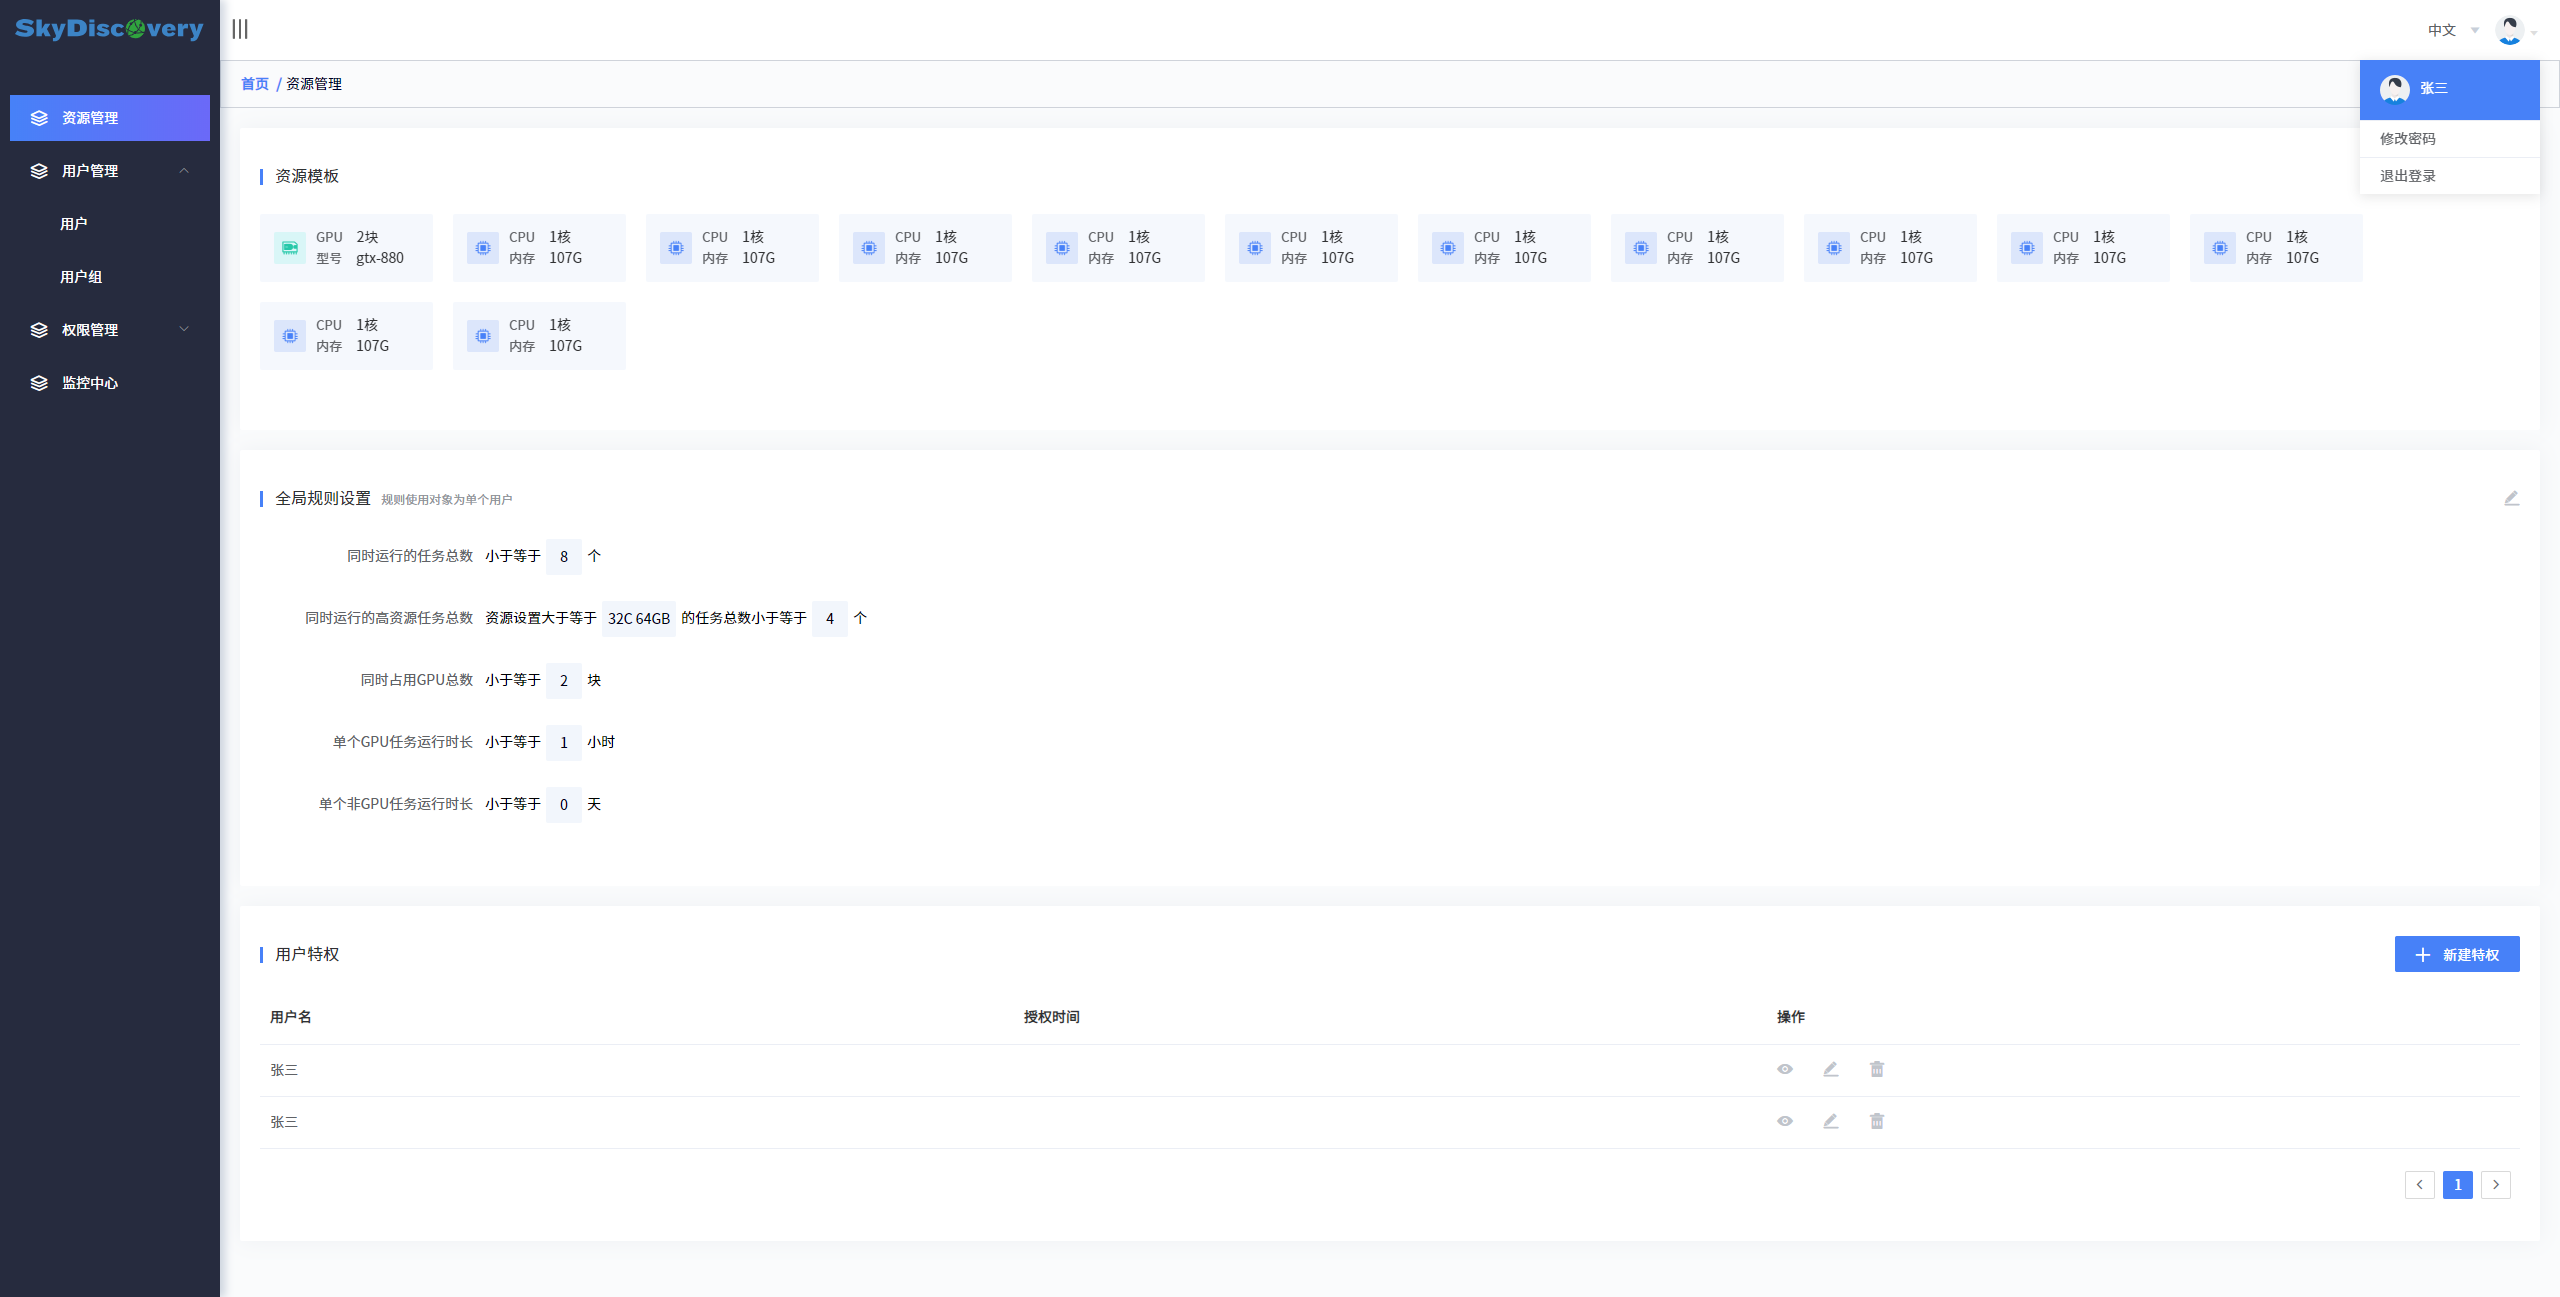 SkyDiscovery
中文
首页 / 资源管理
张三
修改密码
退出登录
资源管理
用户管理
用户
用户组
权限管理
监控中心
资源模板
GPU 2块
型号 gtx-880
CPU 1核
内存 107G
CPU 1核
内存 107G
CPU 1核
内存 107G
CPU 1核
内存 107G
CPU 1核
内存 107G
CPU 1核
内存 107G
CPU 1核
内存 107G
CPU 1核
内存 107G
CPU 1核
内存 107G
CPU 1核
内存 107G
CPU 1核
内存 107G
CPU 1核
内存 107G
全局规则设置 规则使用对象为单个用户
同时运行的任务总数 小于等于 8 个
同时运行的高资源任务总数 资源设置大于等于 32C 64GB 的任务总数小于等于 4 个
同时占用GPU总数 小于等于 2 块
单个GPU任务运行时长 小于等于 1 小时
单个非GPU任务运行时长 小于等于 0 天
用户特权
新建特权
用户名 授权时间 操作
张三
张三
1